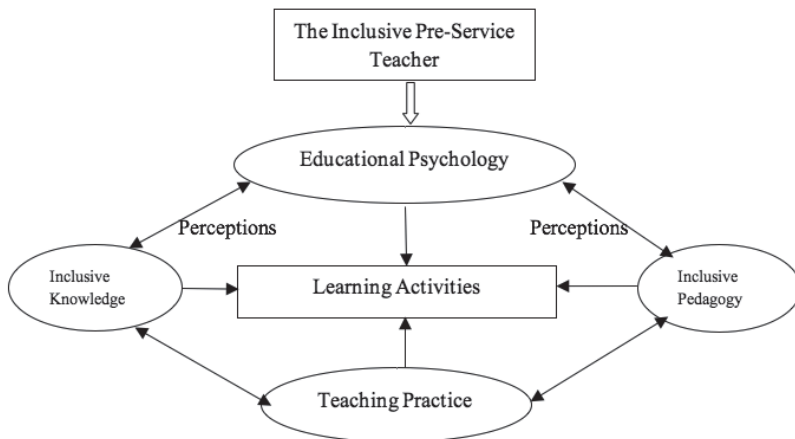 The Inclusive Pre-Service
Teacher
Educational Psychology
Perceptions
Perceptions
Inclusive
Knowledge
Learning Activities
Inclusive
Pedagogy
Teaching Practice